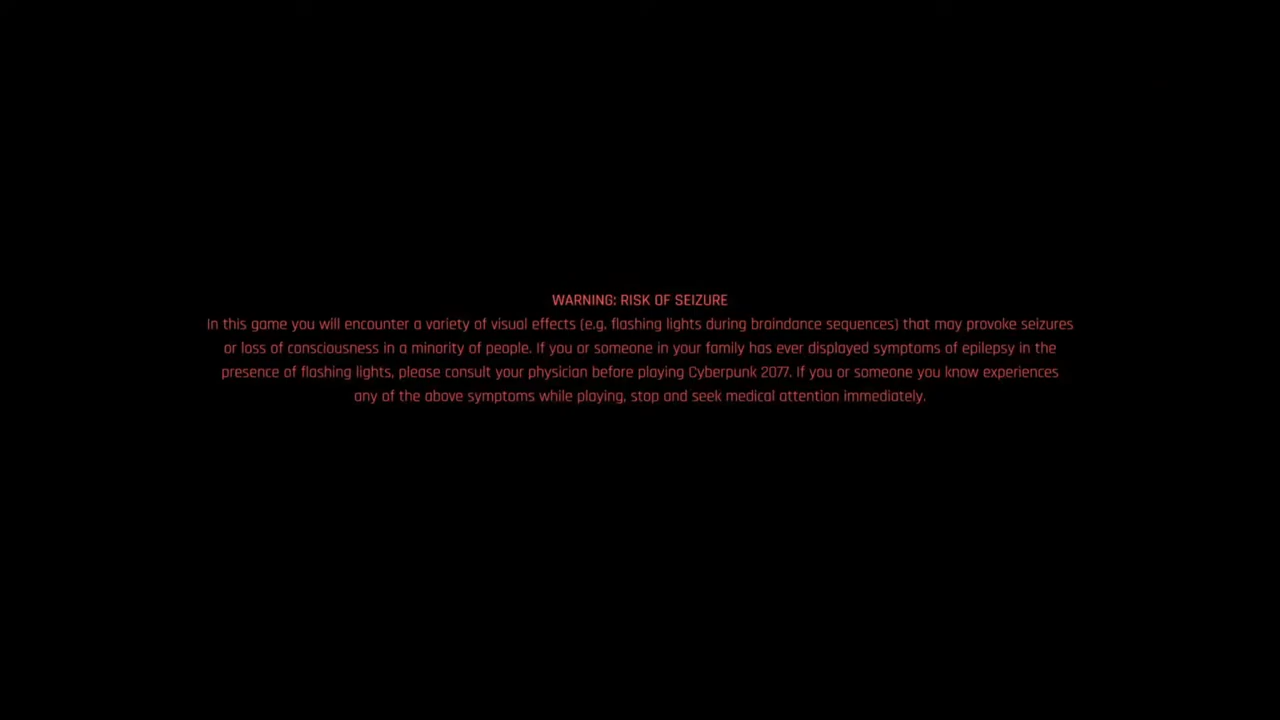 WARNING: RISK OF SEIZURE
In this game you will encounter a variety of visual effects (e.g. flashing lights during braindance sequences) that may provoke seizures
or loss of consciousness in a minority of people. If you or someone in your family has ever displayed symptoms of epilepsy in the
presence of flashing lights, please consult your physician before playing Cyberpunk 2077. If you or someone you know experiences
any of the above symptoms while playing, stop and seek medical attention immediately.